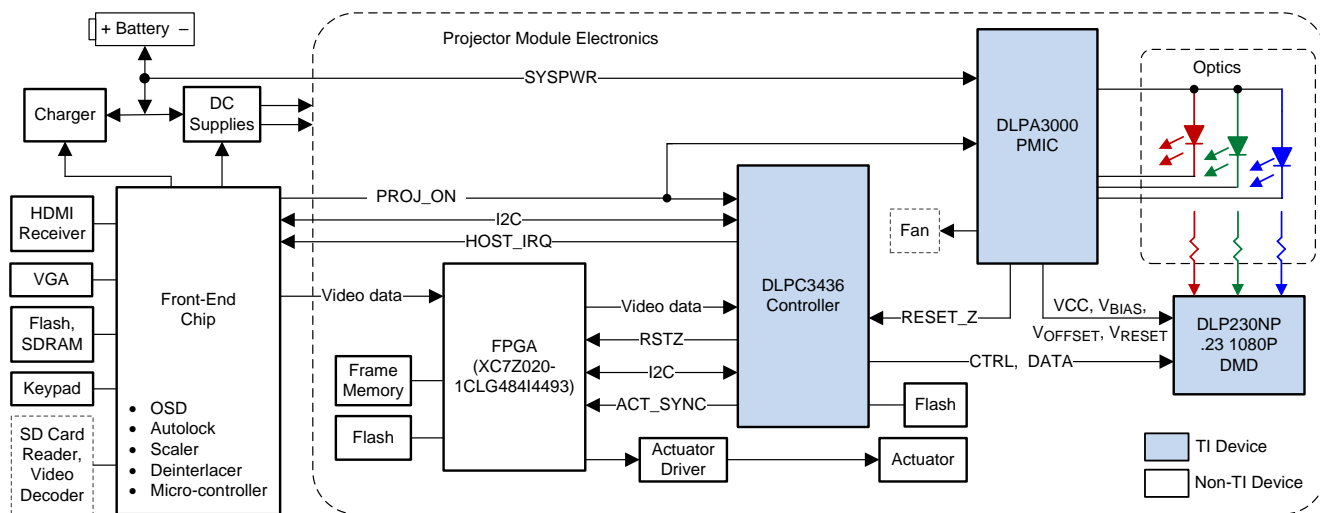 + Battery –
Projector Module Electronics
SYSPWR
Optics
Charger
DC
Supplies
DLPA3000
PMIC
PROJ_ON
I2C
HOST_IRQ
HDMI
Receiver
VGA
Flash,
SDRAM
Keypad
SD Card
Reader,
Video
Decoder
Front-End
Chip
• OSD
• Autolock
• Scaler
• Deinterlacer
• Micro-controller
Video data
FPGA
(XC7Z020-
1CLG484I4493)
Frame
Memory
Flash
Video data
RSTZ
I2C
ACT_SYNC
DLPC3436
Controller
Fan
RESET_Z
VCC, VBIAS,
VOFFSET, VRESET
CTRL, DATA
DLP230NP
.23 1080P
DMD
Flash
Actuator
Driver
Actuator
TI Device
Non-TI Device